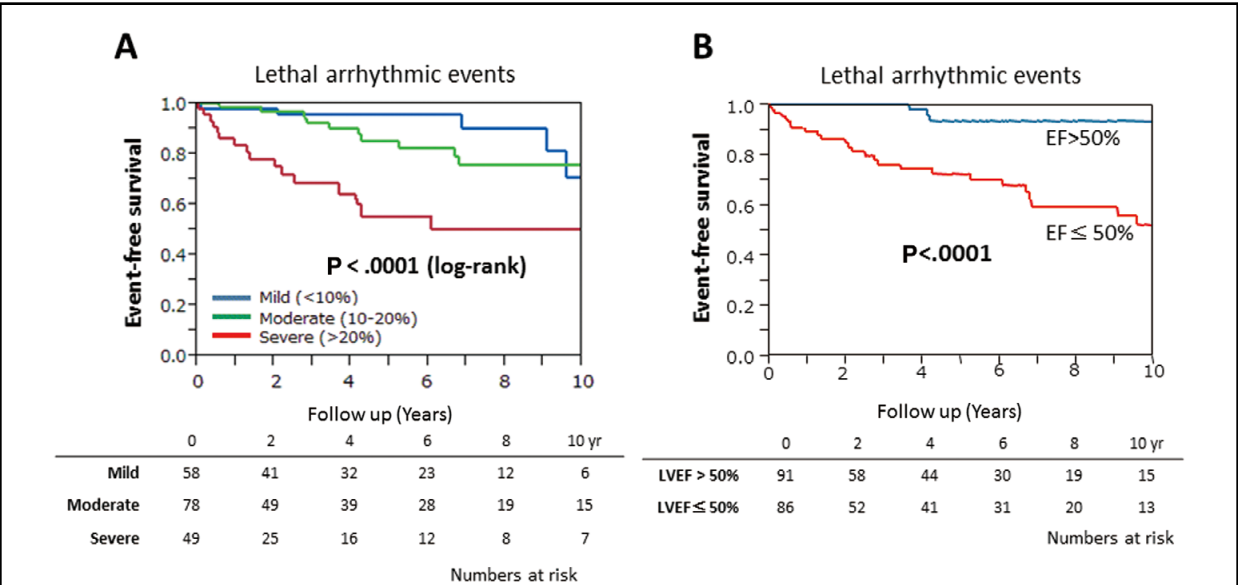 A
Lethal arrhythmic events
Event-free survival
1.0
0.8
0.6
0.4
0.2
0.0
P < .0001 (log-rank)
Mild (<10%)
Moderate (10-20%)
Severe (>20%)
0 2 4 6 8 10
Follow up (Years)
0 2 4 6 8 10 yr
Mild 58 41 32 23 12 6
Moderate 78 49 39 28 19 15
Severe 49 25 16 12 8 7
Numbers at risk
B
Lethal arrhythmic events
Event-free survival
1.0
0.8
0.6
0.4
0.2
0.0
EF>50%
EF≤ 50%
P<.0001
0 2 4 6 8 10
Follow up (Years)
0 2 4 6 8 10 yr
LVEF > 50% 91 58 44 30 19 15
LVEF≤ 50% 86 52 41 31 20 13
Numbers at risk